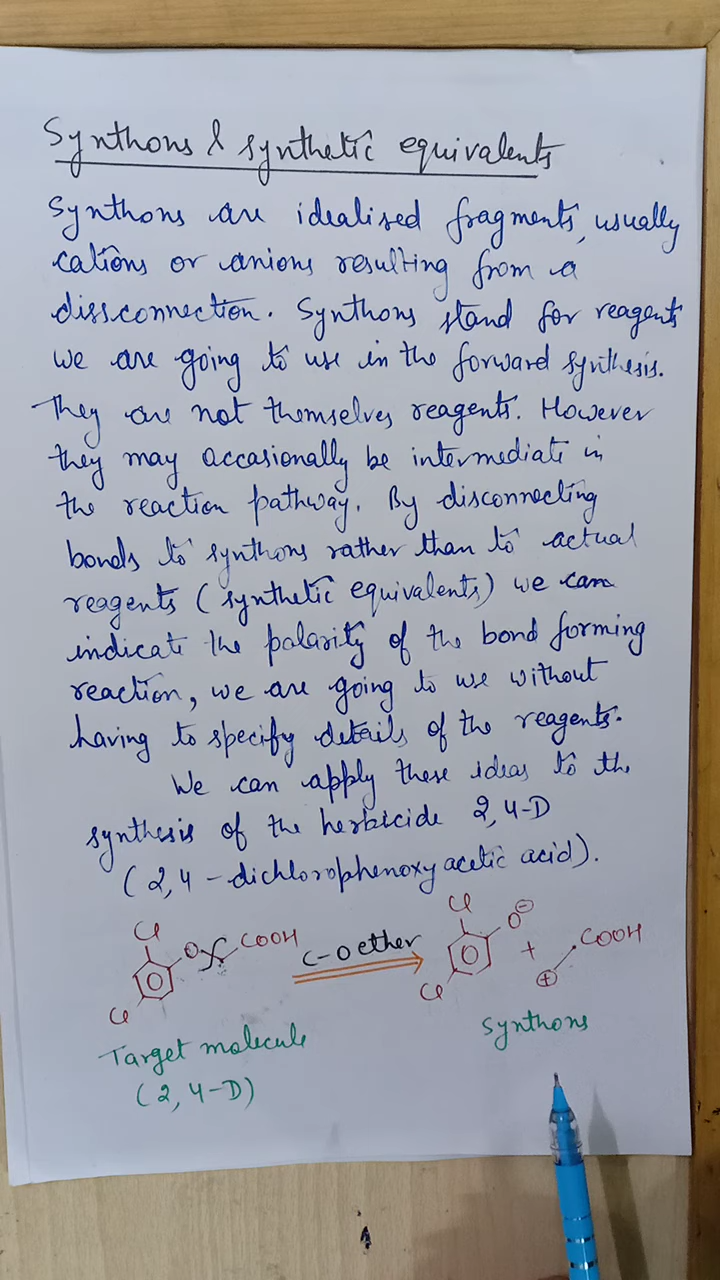 Synthons & synthetic equivalents
Synthons are idealised fragments, usually
cations or anions resulting from a
dissconnection. Synthons stand for reagents
we are going to use in the forward synthesis.
They are not themselves reagents. However
they may accasionally be intermediate in
the reaction pathway. By disconnecting
bonds to synthons rather than to actual
reagents (synthetic equivalents) we can
indicate the polarity of the bond forming
reaction, we are going to use without
having to specify details of the reagents.
We can apply these ideas to the
synthesis of the herbicide 2,4-D
(2,4-dichlorophenoxy acetic acid).
Cl O COOH Cl
C-O ether
Cl O⊖ + ⊕ COOH Cl
Target molecule
(2,4-D)
Synthons